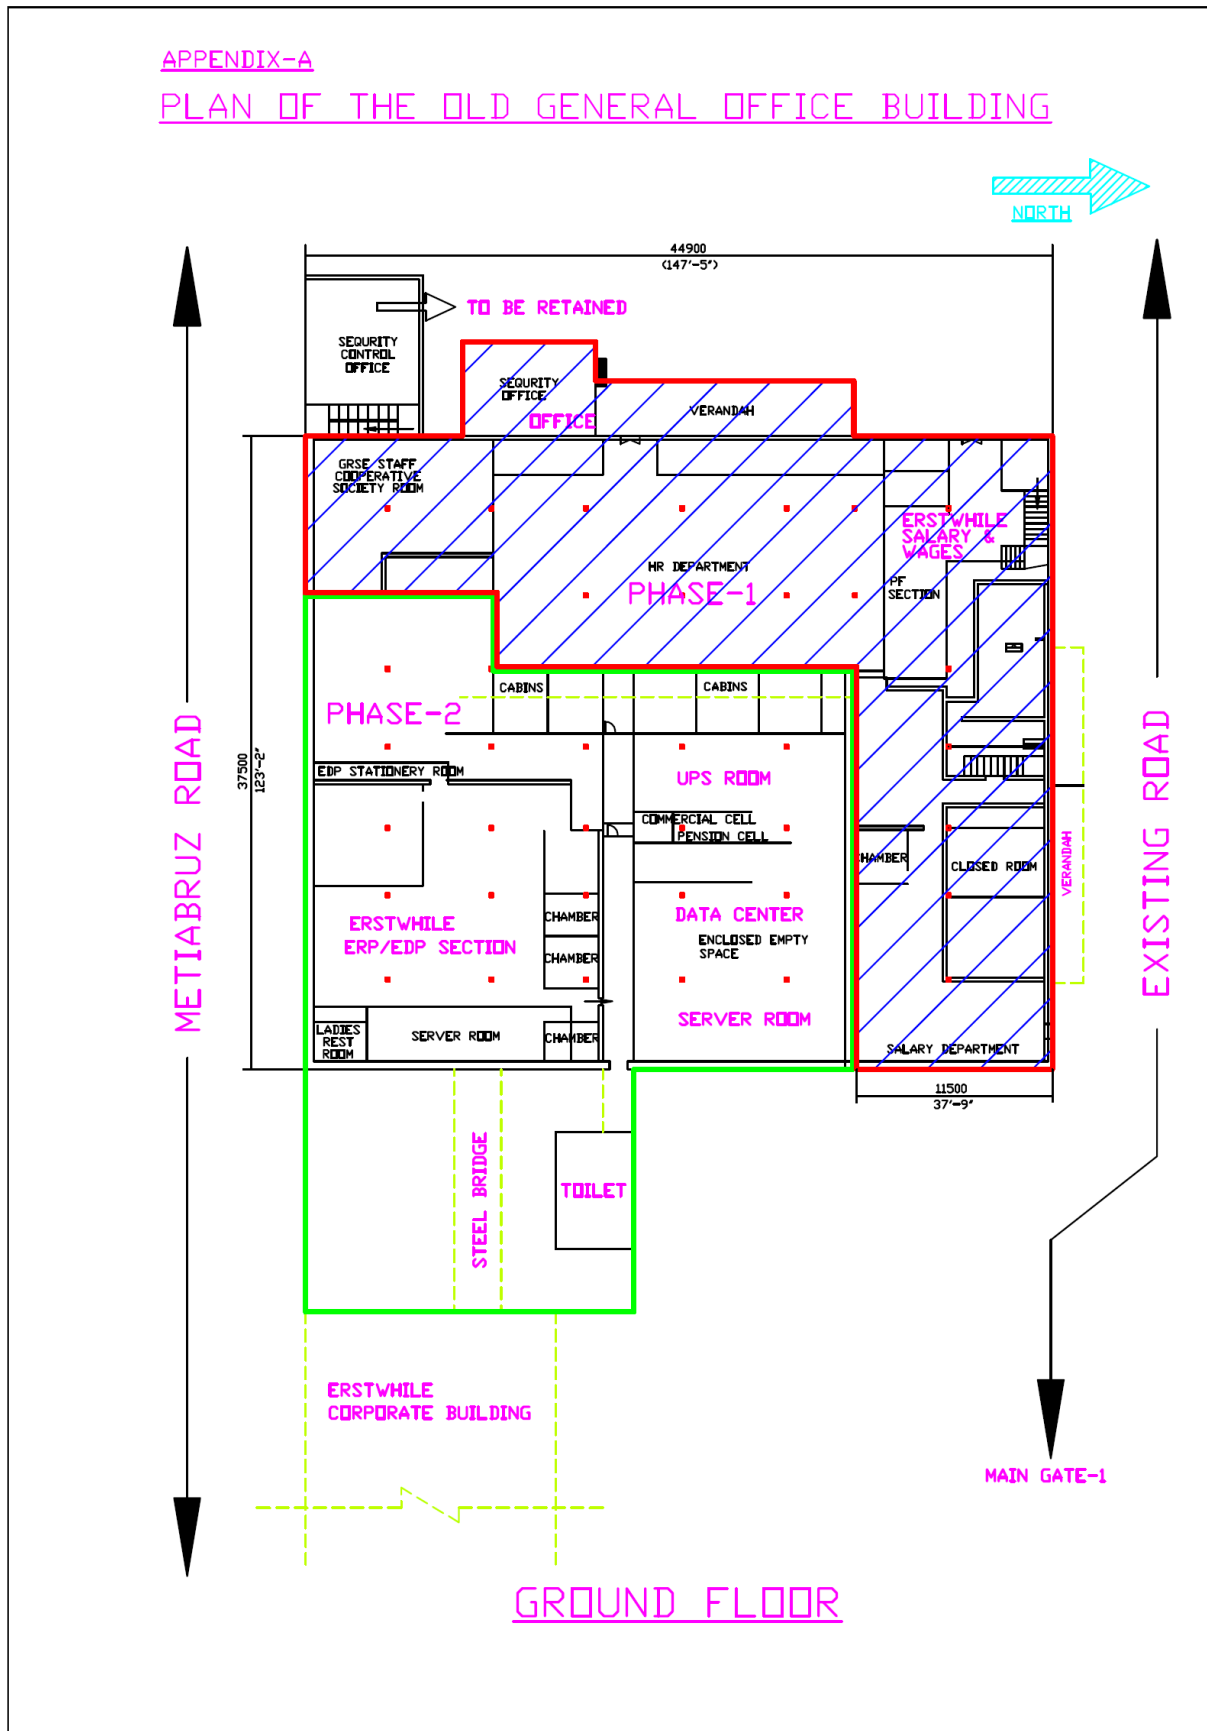 APPENDIX-A
PLAN OF THE OLD GENERAL OFFICE BUILDING
NORTH
44900
(147'-5")
TO BE RETAINED
SEQURITY
CONTROL
OFFICE
SEQURITY
OFFICE
OFFICE
VERANDAH
GRSE STAFF
COOPERATIVE
SOCIETY ROOM
ERSTWHILE
SALARY &
WAGES
HR DEPARTMENT
PHASE-1
PF
SECTION
CABINS
CABINS
PHASE-2
EDP STATIONERY ROOM
UPS ROOM
37500
123'-2"
METIABRUZ ROAD
EXISTING ROAD
COMMERCIAL CELL
PENSION CELL
CHAMBER
CLOSED ROOM
VERANDAH
ERSTWHILE
ERP/EDP SECTION
CHAMBER
CHAMBER
DATA CENTER
ENCLOSED EMPTY
SPACE
SERVER ROOM
LADIES
REST
ROOM
SERVER ROOM
CHAMBER
SALARY DEPARTMENT
11500
37'-9"
STEEL BRIDGE
TOILET
ERSTWHILE
CORPORATE BUILDING
MAIN GATE-1
GROUND FLOOR